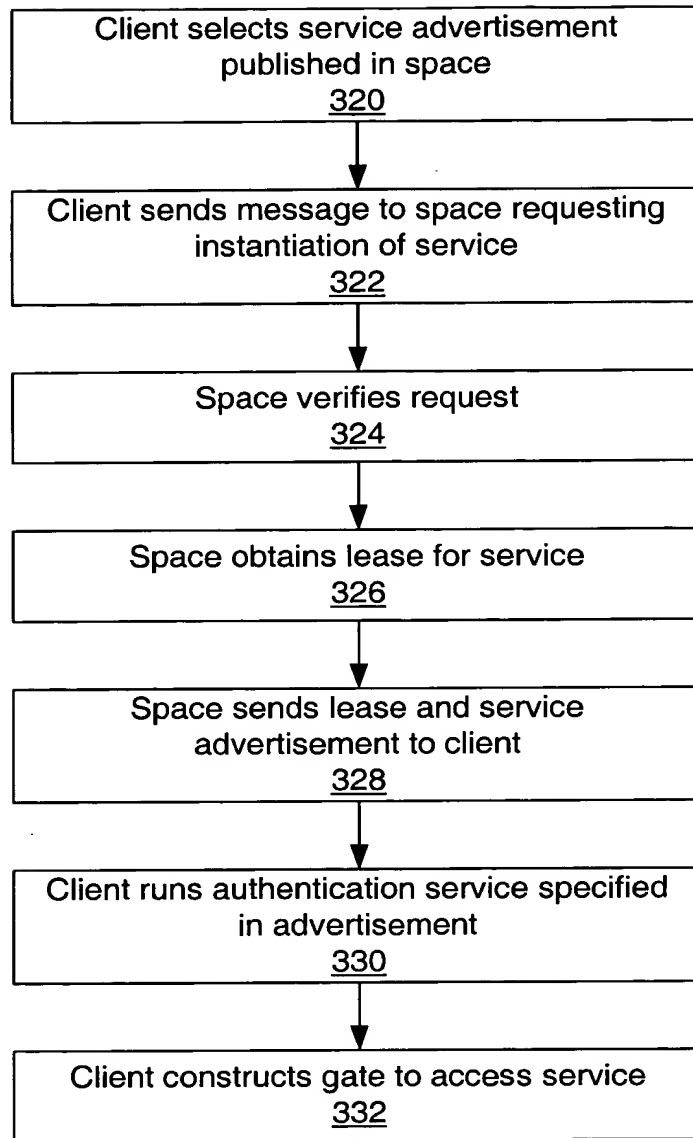 Client selects service advertisement
published in space
320
Client sends message to space requesting
instantiation of service
322
Space verifies request
324
Space obtains lease for service
326
Space sends lease and service
advertisement to client
328
Client runs authentication service specified
in advertisement
330
Client constructs gate to access service
332